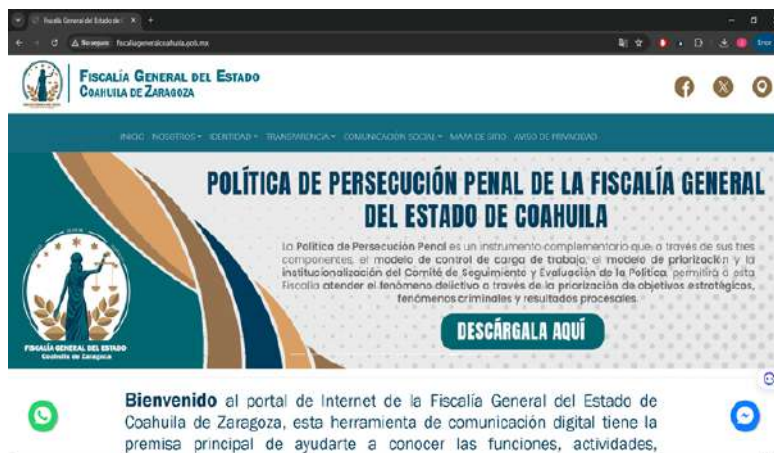 Fiscalía General del Estado de
No seguro fiscaliageneralcoahuila.gob.mx
Error
FISCALÍA GENERAL DEL ESTADO
COAHUILA DE ZARAGOZA
INICIO NOSOTROS IDENTIDAD TRANSPARENCIA COMUNICACIÓN SOCIAL MAPA DE SITIO AVISO DE PRIVACIDAD
POLÍTICA DE PERSECUCIÓN PENAL DE LA FISCALÍA GENERAL
DEL ESTADO DE COAHUILA
La Política de Persecución Penal es un instrumento complementario que, a través de sus tres
componentes, el modelo de control de carga de trabajo, el modelo de priorización y la
institucionalización del Comité de Seguimiento y Evaluación de la Política, permitirá a esta
Fiscalía atender el fenómeno delictivo a través de la priorización de objetivos estratégicos,
fenómenos criminales y resultados procesales.
DESCÁRGALA AQUÍ
FISCALÍA GENERAL DEL ESTADO
Coahuila de Zaragoza
Bienvenido al portal de Internet de la Fiscalía General del Estado de
Coahuila de Zaragoza, esta herramienta de comunicación digital tiene la
premisa principal de ayudarte a conocer las funciones, actividades,